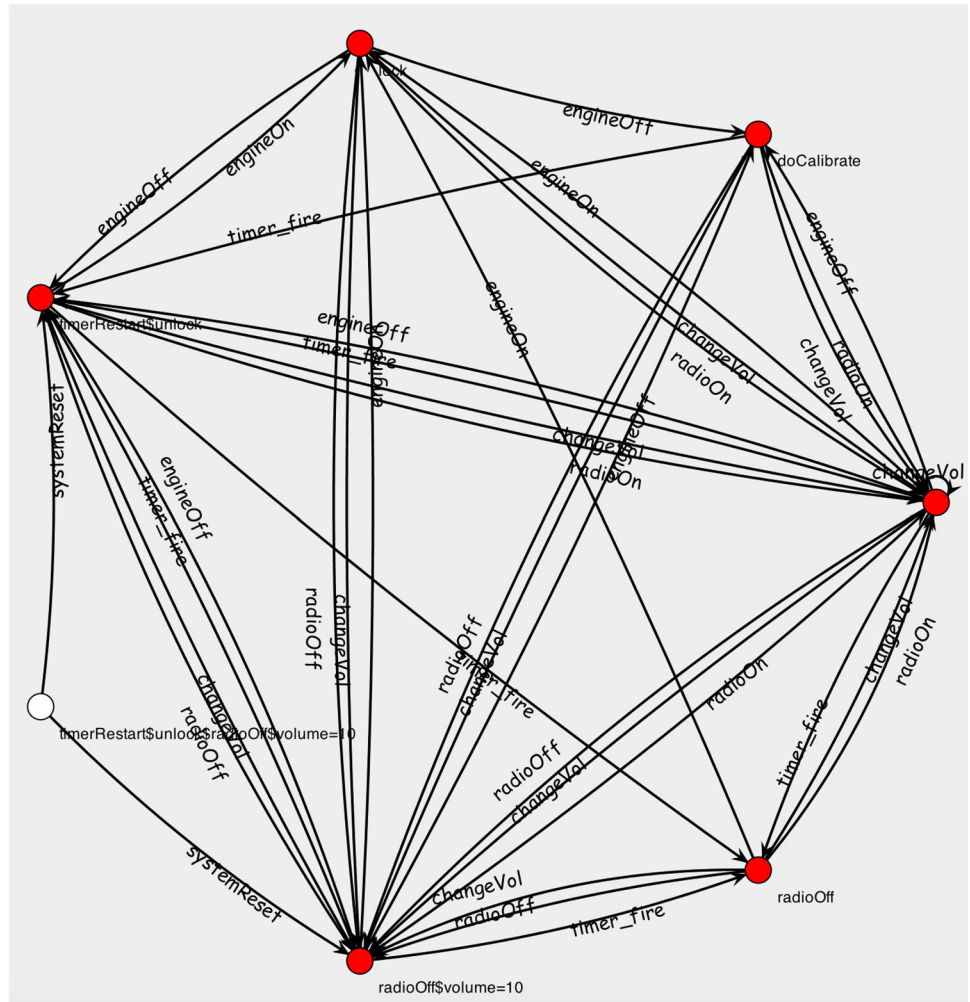 lock
engineOff
doCalibrate
engineOn
engineOn
engineOff
timer_fire
engineOff
engineOn
timerRestart$unlock
engineOff
timer_fire
changeVol
radioOn
radioOn
changeVol
systemReset
engineOff
changeVol
radioOn
changeVol
engineOff
timer_fire
radioOff
changeVol
radioOff
changeVol
changeVol
radioOn
timer_fire
radioOn
timerRestart$unlock$radioOff$volume=10
changeVol
radioOff
timer_fire
radioOff
changeVol
systemReset
changeVol
radioOff
timer_fire
radioOff
radioOff$volume=10